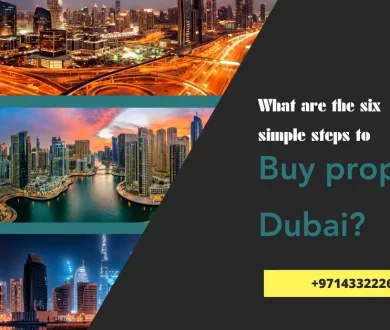 What are the six
simple steps to
Buy prop
Dubai?
+9714332226